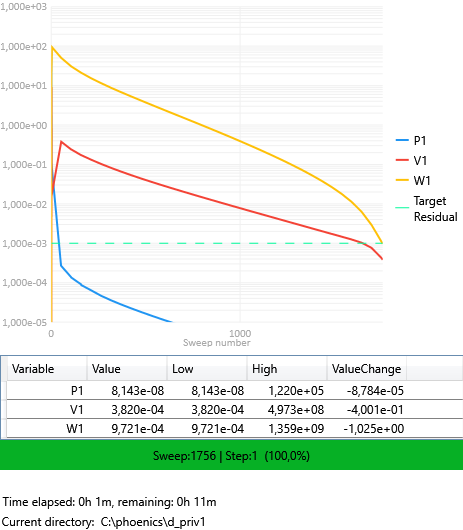 1,000e+03
1,000e+02
1,000e+01
1,000e+00
1,000e-01
1,000e-02
1,000e-03
1,000e-04
1,000e-05
0 1000
Sweep number
P1
V1
W1
Target
Residual
Variable Value Low High ValueChange
P1 8,143e-08 8,143e-08 1,220e+05 -8,784e-05
V1 3,820e-04 3,820e-04 4,973e+08 -4,001e-01
W1 9,721e-04 9,721e-04 1,359e+09 -1,025e+00
Sweep:1756 | Step:1 (100,0%)
Time elapsed: 0h 1m, remaining: 0h 11m
Current directory: C:\phoenics\d_priv1